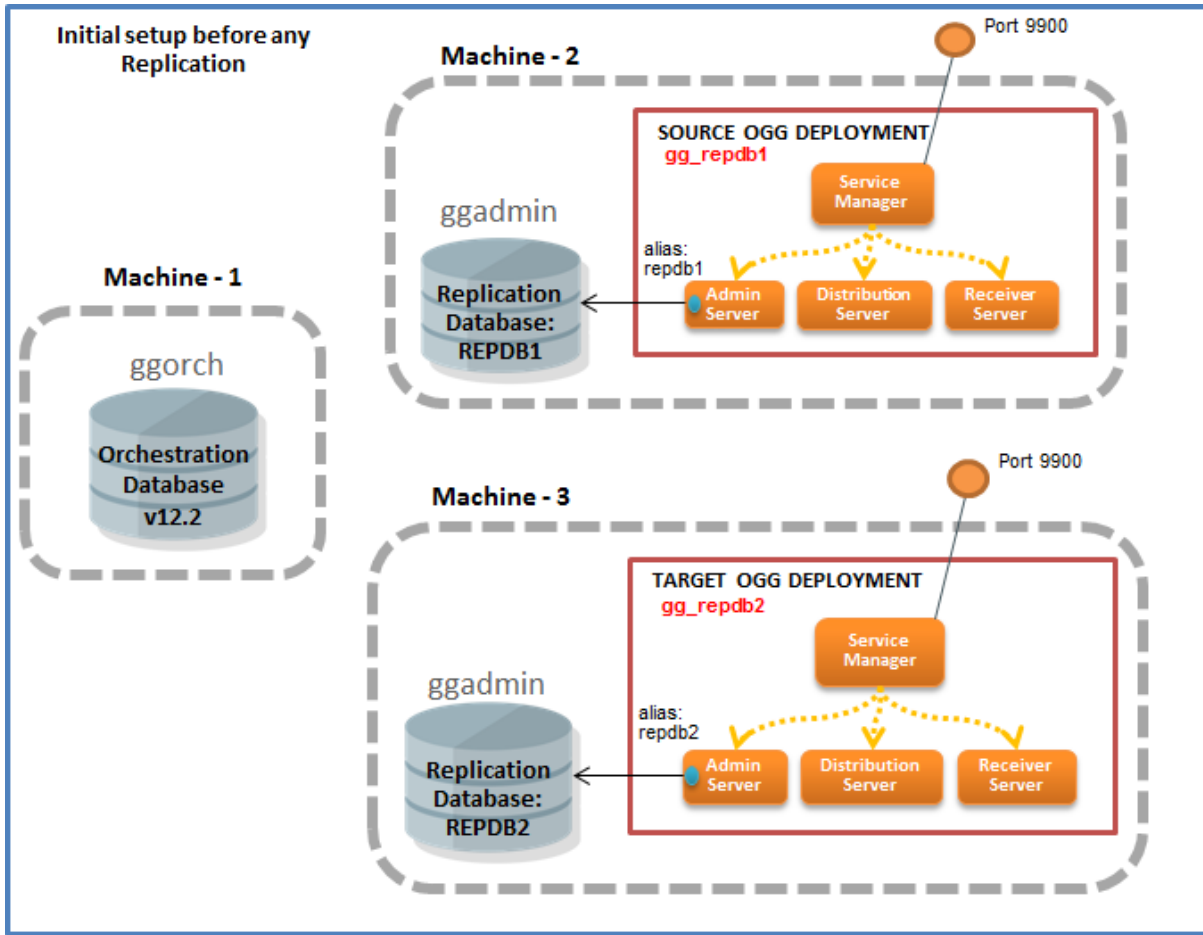 Initial setup before any
Replication
Machine - 1
ggorch
Orchestration
Database
v12.2
Machine - 2
Port 9900
SOURCE OGG DEPLOYMENT
gg_repdb1
Service
Manager
ggadmin
alias:
repdb1
Replication
Database:
REPDB1
Admin
Server
Distribution
Server
Receiver
Server
Machine - 3
Port 9900
TARGET OGG DEPLOYMENT
gg_repdb2
Service
Manager
ggadmin
alias:
repdb2
Replication
Database:
REPDB2
Admin
Server
Distribution
Server
Receiver
Server